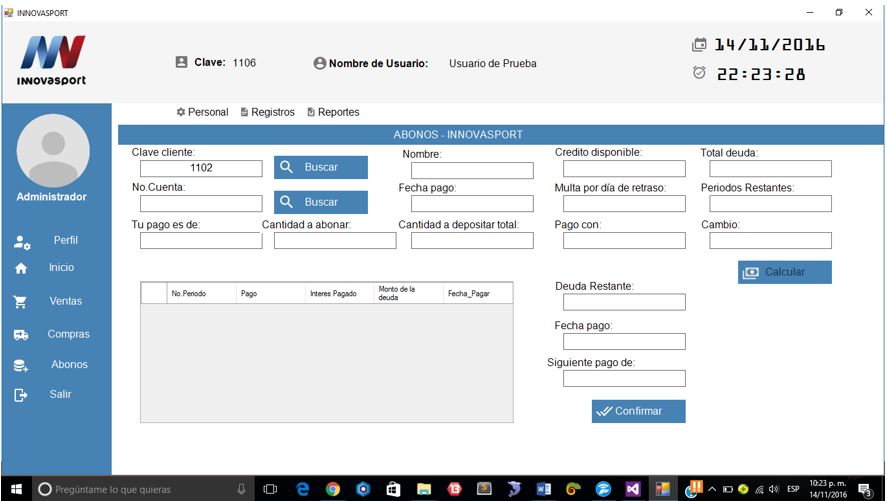 INNOVASPORT
INNOVASPORT
Clave: 1106
Nombre de Usuario: Usuario de Prueba
14/11/2016
22:23:28
Personal Registros Reportes
Administrador
Perfil
Inicio
Ventas
Compras
Abonos
Salir
ABONOS - INNOVASPORT
Clave cliente:
1102
Buscar
Nombre:
Credito disponible:
Total deuda:
No.Cuenta:
Buscar
Fecha pago:
Multa por día de retraso:
Periodos Restantes:
Tu pago es de:
Cantidad a abonar:
Cantidad a depositar total:
Pago con:
Cambio:
Calcular
No.Periodo
Pago
Interes Pagado
Monto de la
deuda
Fecha_Pagar
Deuda Restante:
Fecha pago:
Siguiente pago de:
Confirmar
Pregúntame lo que quieras
13
S
ESP
10:23 p. m.
14/11/2016
3